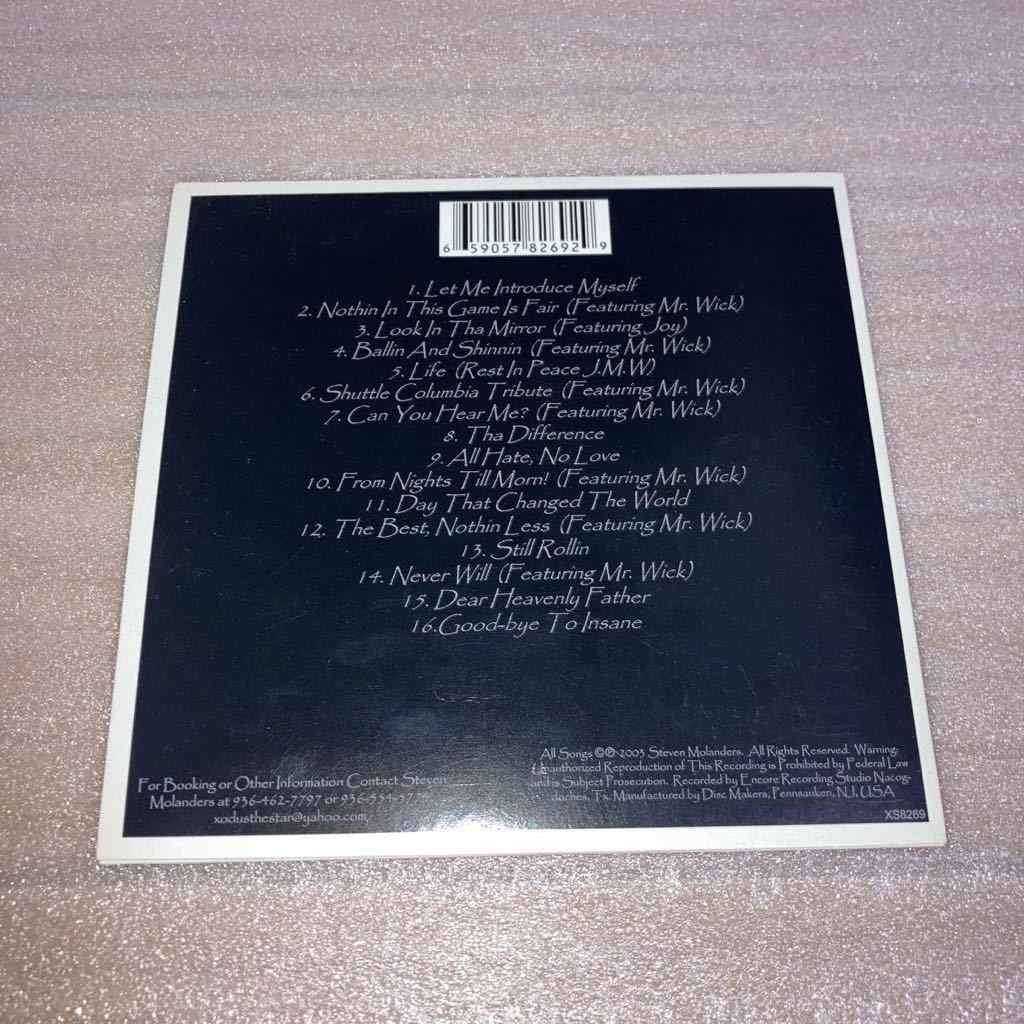 6 59057 82692 9
1. Let Me Introduce Myself
2. Nothin In This Game Is Fair (Featuring Mr. Wick)
3. Look In Tha Mirror (Featuring Joy)
4. Ballin And Shinnin (Featuring Mr. Wick)
5. Life (Rest In Peace J.M.W)
6. Shuttle Columbia Tribute (Featuring Mr. Wick)
7. Can You Hear Me? (Featuring Mr. Wick)
8. Tha Difference
9. All Hate, No Love
10. From Nights Till Morn! (Featuring Mr. Wick)
11. Day That Changed The World
12. The Best, Nothin Less (Featuring Mr. Wick)
13. Still Rollin
14. Never Will (Featuring Mr. Wick)
15. Dear Heavenly Father
16.Good-bye To Insane
For Booking or Other Information Contact Steven
Molanders at 936-462-7797 or
xodusthestar@yahoo.com
All Songs ©℗ 2003 Steven Molanders. All Rights Reserved. Warning:
Unauthorized Reproduction of This Recording is Prohibited by Federal Law
and is Subject Prosecution. Recorded by Encore Recording Studio Nacog-
doches, Tx. Manufactured by Disc Makers, Pennsauken, NJ. USA
XS8269